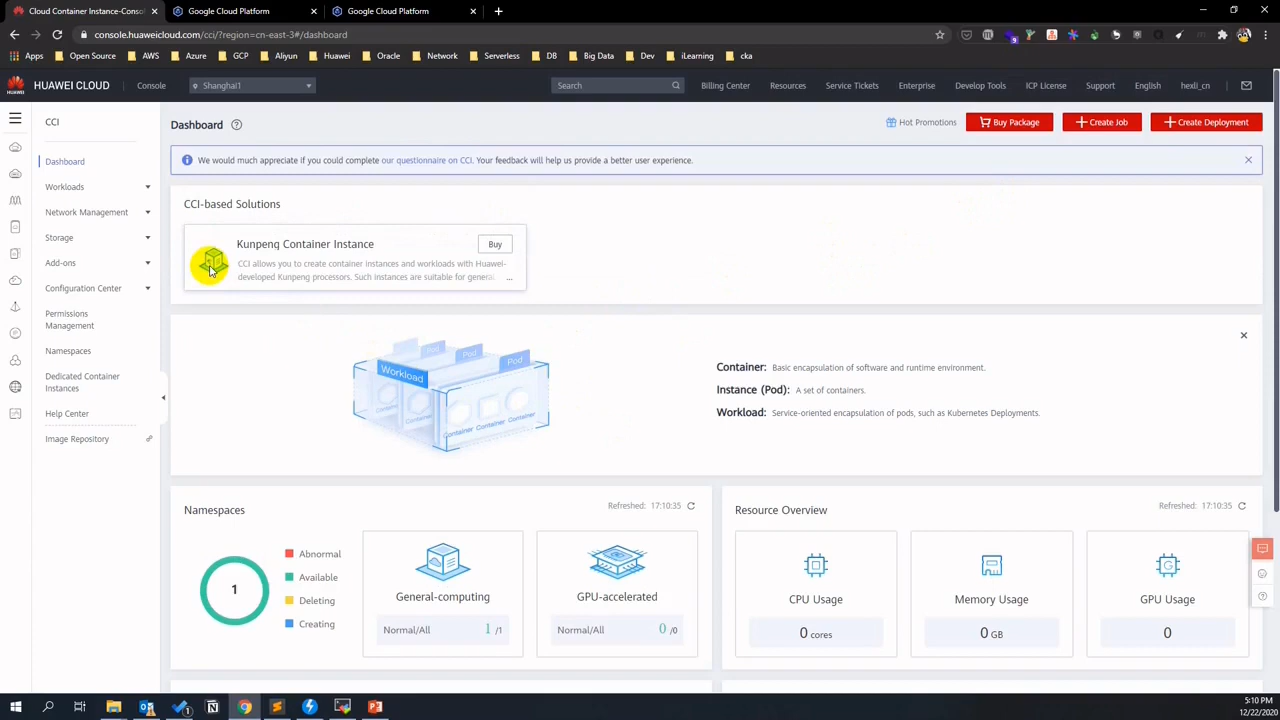 Cloud Container Instance-Consol
Google Cloud Platform
Google Cloud Platform
console.huaweicloud.com/cci/?region=cn-east-3#/dashboard
Apps
Open Source
AWS
Azure
GCP
Aliyun
Huawei
Oracle
Network
Serverless
DB
Big Data
Dev
iLearning
cka
HUAWEI CLOUD
Console
Shanghai1
Search
Billing Center
Resources
Service Tickets
Enterprise
Develop Tools
ICP License
Support
English
hexli_cn
CCI
Dashboard
Workloads
Network Management
Storage
Add-ons
Configuration Center
Permissions
Management
Namespaces
Dedicated Container
Instances
Help Center
Image Repository
Dashboard
Hot Promotions
Buy Package
Create Job
Create Deployment
We would much appreciate if you could complete our questionnaire on CCI. Your feedback will help us provide a better user experience.
CCI-based Solutions
Kunpeng Container Instance
Buy
CCI allows you to create container instances and workloads with Huawei-
developed Kunpeng processors. Such instances are suitable for general
...
Workload
Pod
Pod
Pod
Container Container Container
Container: Basic encapsulation of software and runtime environment.
Instance (Pod): A set of containers.
Workload: Service-oriented encapsulation of pods, such as Kubernetes Deployments.
Namespaces
Refreshed: 17:10:35
1
Abnormal
Available
Deleting
Creating
General-computing
Normal/All 1 /1
GPU-accelerated
Normal/All 0 /0
Resource Overview
Refreshed: 17:10:35
CPU Usage
0 cores
Memory Usage
0 GB
GPU Usage
0
5:10 PM
12/22/2020